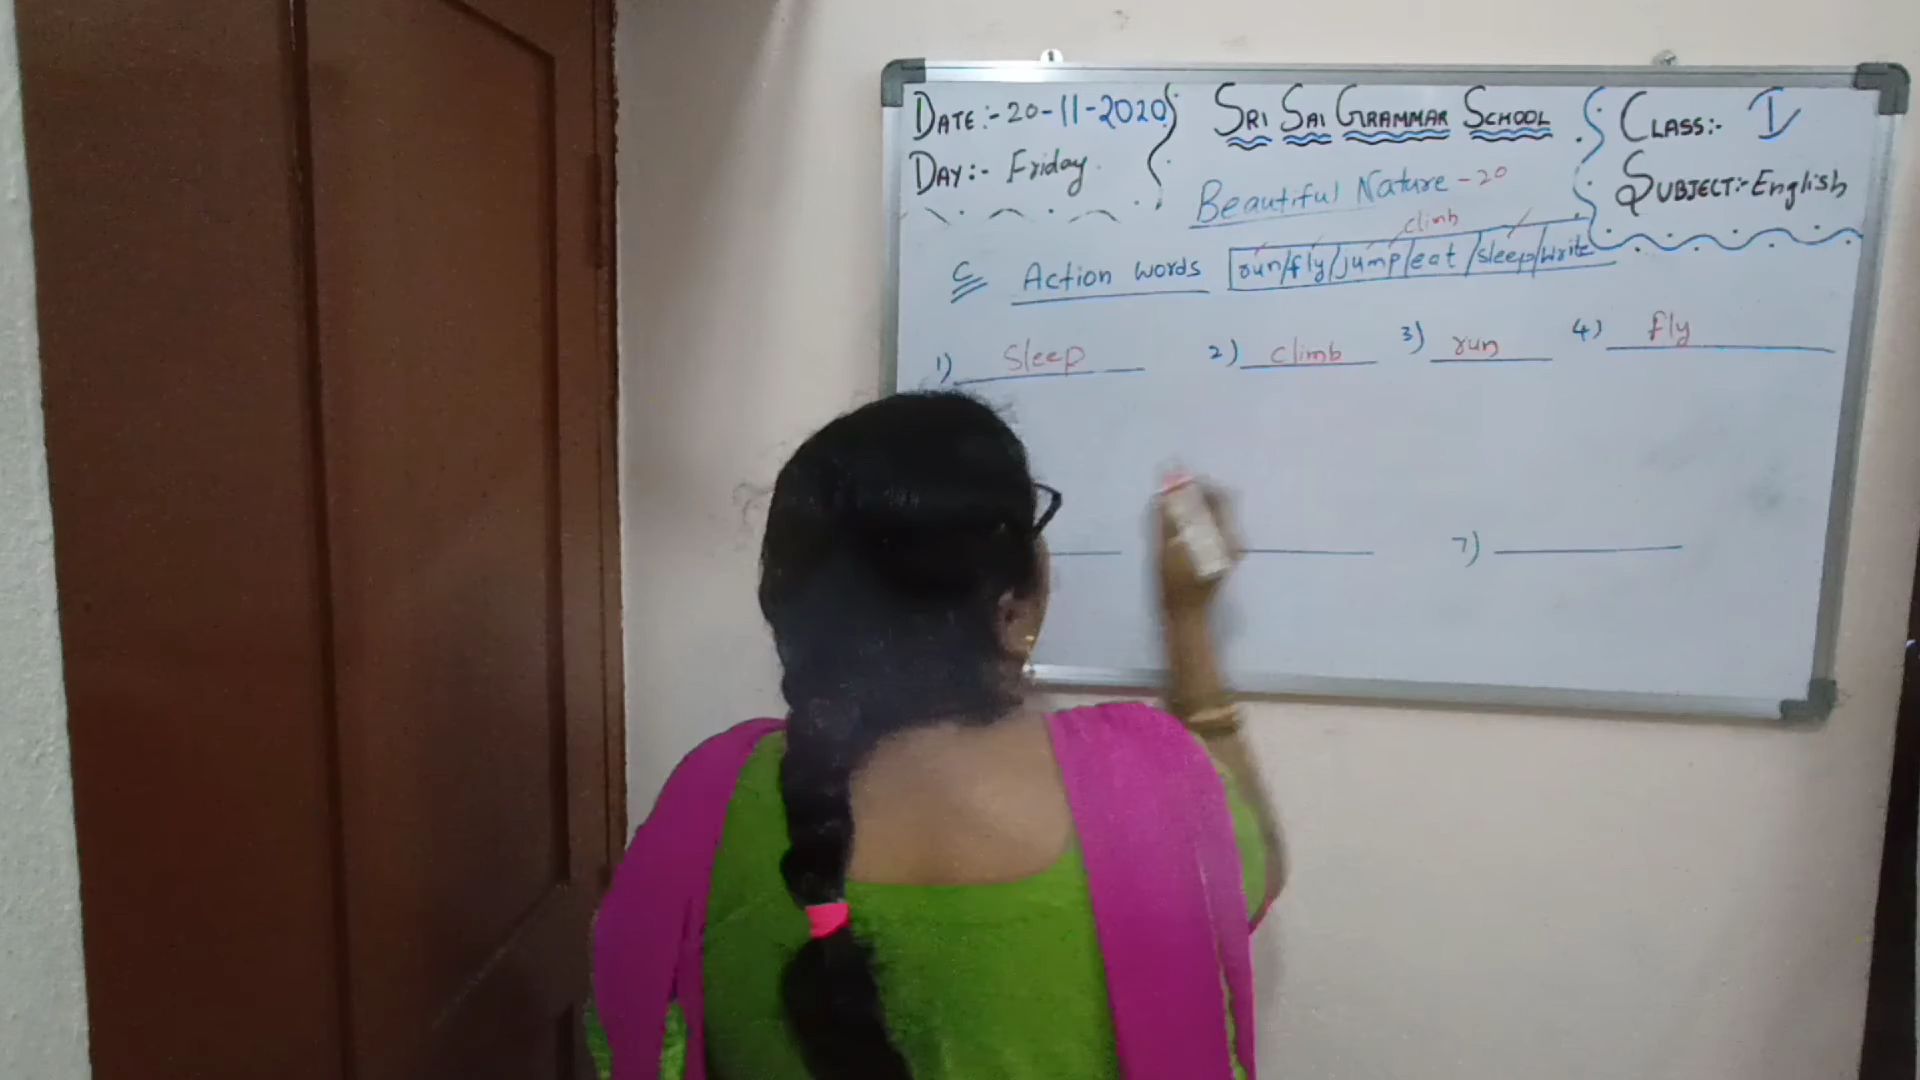 DATE:- 20-11-2020 SRI SAI GRAMMAR SCHOOL CLASS:- I
DAY:- Friday. Beautiful Nature - 20 SUBJECT:- English
climb
C Action words run/fly/jump/eat/sleep/write
1) Sleep 2) climb 3) run 4) fly
7)